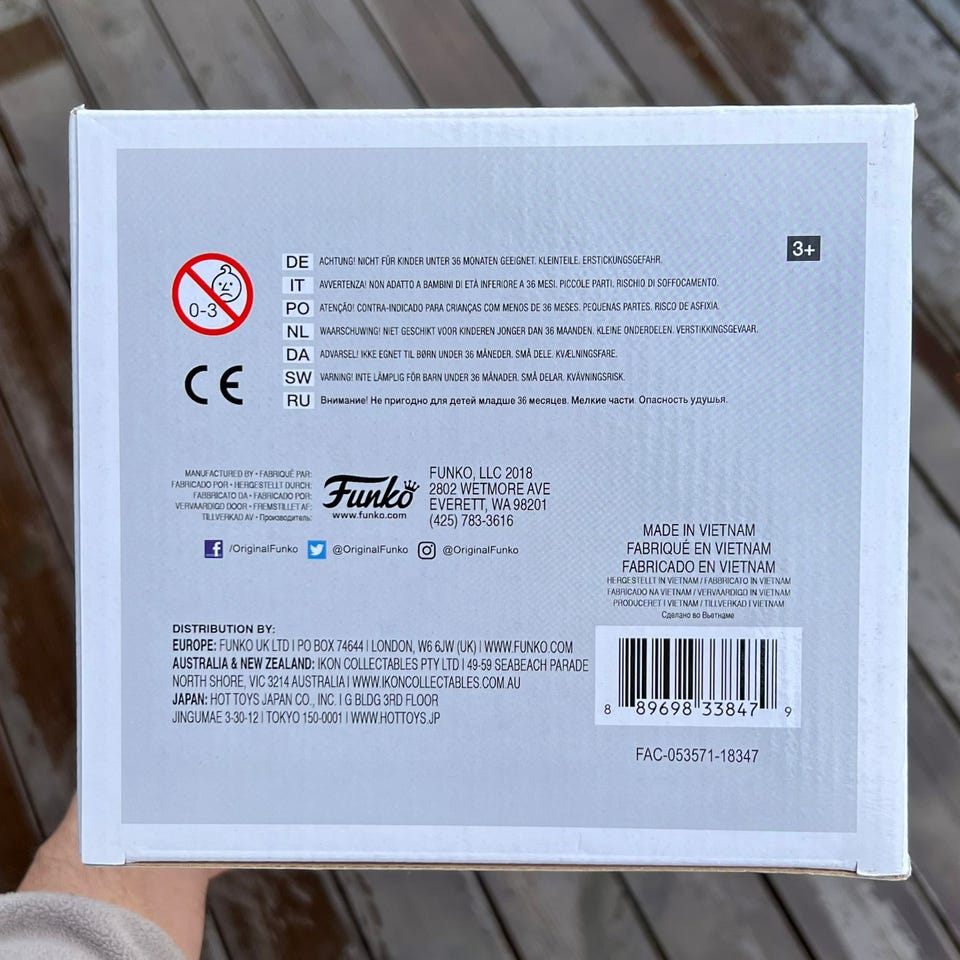 3+
0-3
DE ACHTUNG! NICHT FÜR KINDER UNTER 36 MONATEN GEEIGNET. KLEINTEILE. ERSTICKUNGSGEFAHR.
IT AVVERTENZA! NON ADATTO A BAMBINI DI ETÀ INFERIORE A 36 MESI. PICCOLE PARTI. RISCHIO DI SOFFOCAMENTO.
PO ATENÇÃO! CONTRA-INDICADO PARA CRIANÇAS COM MENOS DE 36 MESES. PEQUENAS PARTES. RISCO DE ASFIXIA.
NL WAARSCHUWING! NIET GESCHIKT VOOR KINDEREN JONGER DAN 36 MAANDEN. KLEINE ONDERDELEN. VERSTIKKINGSGEVAAR.
DA ADVARSEL! IKKE EGNET TIL BØRN UNDER 36 MÅNEDER. SMÅ DELE. KVÆLNINGSFARE.
SW VARNING! INTE LÄMPLIG FÖR BARN UNDER 36 MÅNADER. SMÅ DELAR. KVÄVNINGSRISK.
RU Внимание! Не пригодно для детей младше 36 месяцев. Мелкие части. Опасность удушья.
CE
MANUFACTURED BY • FABRIQUÉ PAR:
FABRICADO POR • HERGESTELLT DURCH:
FABBRICATO DA • FABRICADO POR:
VERVAARDIGD DOOR • FREMSTILLET AF:
TILLVERKAD AV • Производитель:
Funko
www.funko.com
FUNKO, LLC 2018
2802 WETMORE AVE
EVERETT, WA 98201
(425) 783-3616
f /OriginalFunko @OriginalFunko @OriginalFunko
MADE IN VIETNAM
FABRIQUÉ EN VIETNAM
FABRICADO EN VIETNAM
HERGESTELLT IN VIETNAM / FABBRICATO IN VIETNAM
FABRICADO NA VIETNAM / VERVAARDIGD IN VIETNAM
PRODUCERET I VIETNAM / TILLVERKAD I VIETNAM
Сделано во Вьетнаме
DISTRIBUTION BY:
EUROPE: FUNKO UK LTD | PO BOX 74644 | LONDON, W6 6JW (UK) | WWW.FUNKO.COM
AUSTRALIA & NEW ZEALAND: IKON COLLECTABLES PTY LTD | 49-59 SEABEACH PARADE
NORTH SHORE, VIC 3214 AUSTRALIA | WWW.IKONCOLLECTABLES.COM.AU
JAPAN: HOT TOYS JAPAN CO., INC. | G BLDG 3RD FLOOR
JINGUMAE 3-30-12 | TOKYO 150-0001 | WWW.HOTTOYS.JP
8 89698 33847 9
FAC-053571-18347